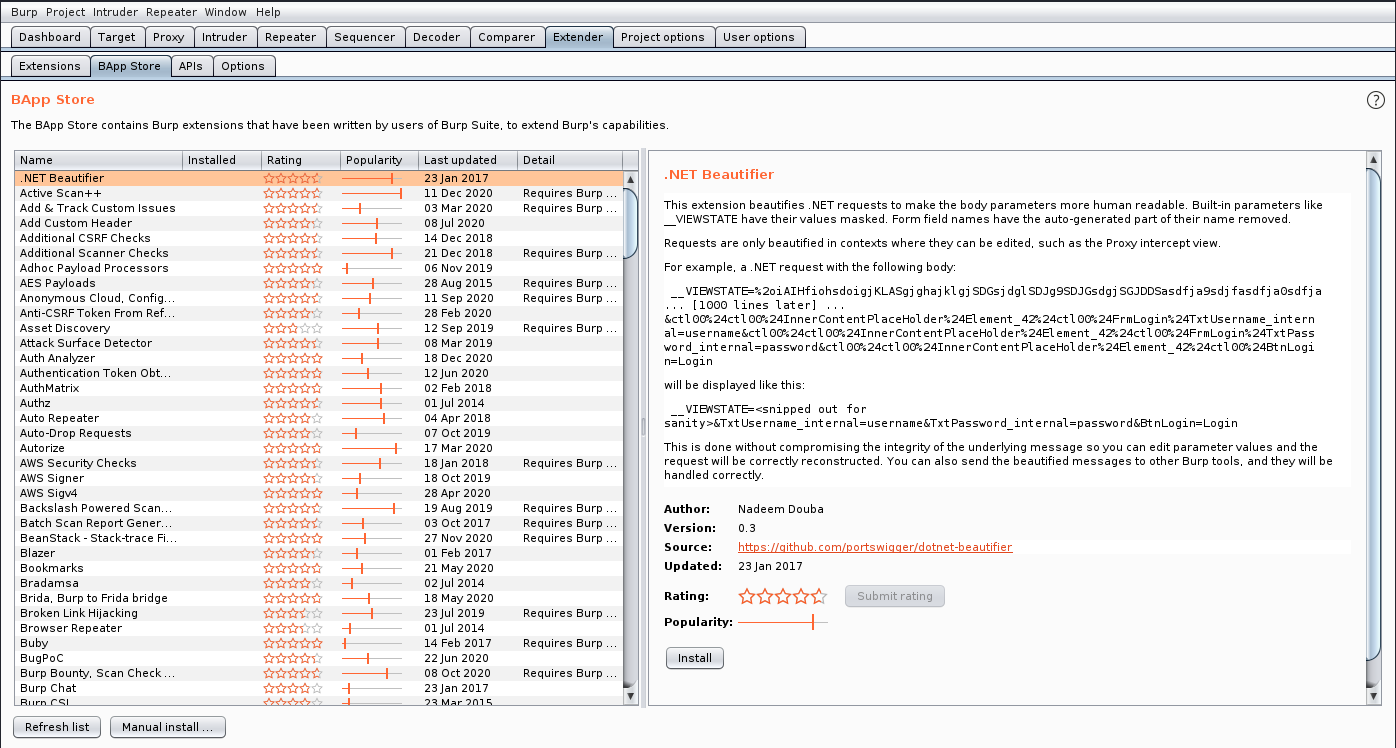 Burp Project Intruder Repeater Window Help
Dashboard Target Proxy Intruder Repeater Sequencer Decoder Comparer Extender Project options User options
Extensions BApp Store APIs Options
BApp Store
?
The BApp Store contains Burp extensions that have been written by users of Burp Suite, to extend Burp's capabilities.
Name Installed Rating Popularity Last updated Detail
.NET Beautifier 23 Jan 2017
Active Scan++ 11 Dec 2020 Requires Burp ...
Add & Track Custom Issues 03 Mar 2020 Requires Burp ...
Add Custom Header 08 Jul 2020
Additional CSRF Checks 14 Dec 2018
Additional Scanner Checks 21 Dec 2018 Requires Burp ...
Adhoc Payload Processors 06 Nov 2019
AES Payloads 28 Aug 2015 Requires Burp ...
Anonymous Cloud, Config... 11 Sep 2020 Requires Burp ...
Anti-CSRF Token From Ref... 28 Feb 2020
Asset Discovery 12 Sep 2019 Requires Burp ...
Attack Surface Detector 08 Mar 2019
Auth Analyzer 18 Dec 2020
Authentication Token Obt... 12 Jun 2020
AuthMatrix 02 Feb 2018
Authz 01 Jul 2014
Auto Repeater 04 Apr 2018
Auto-Drop Requests 07 Oct 2019
Autorize 17 Mar 2020
AWS Security Checks 18 Jan 2018 Requires Burp ...
AWS Signer 18 Oct 2019
AWS Sigv4 28 Apr 2020
Backslash Powered Scan... 19 Aug 2019 Requires Burp ...
Batch Scan Report Gener... 03 Oct 2017 Requires Burp ...
BeanStack - Stack-trace Fi... 27 Nov 2020 Requires Burp ...
Blazer 01 Feb 2017
Bookmarks 21 May 2020
Bradamsa 02 Jul 2014
Brida, Burp to Frida bridge 18 May 2020
Broken Link Hijacking 23 Jul 2019 Requires Burp ...
Browser Repeater 01 Jul 2014
Buby 14 Feb 2017 Requires Burp ...
BugPoC 22 Jun 2020
Burp Bounty, Scan Check ... 08 Oct 2020 Requires Burp ...
Burp Chat 23 Jan 2017
Burp CSJ 23 Mar 2015
Refresh list Manual install ...
.NET Beautifier
This extension beautifies .NET requests to make the body parameters more human readable. Built-in parameters like
__VIEWSTATE have their values masked. Form field names have the auto-generated part of their name removed.
Requests are only beautified in contexts where they can be edited, such as the Proxy intercept view.
For example, a .NET request with the following body:
__VIEWSTATE=%2oiAIHfiohsdoigjKLASgjghajklgjSDGsjdglSDJg9SDJGsdgjSGJDDSasdfja9sdjfasdfja0sdfja
... [1000 lines later] ...
&ctl00%24ctl00%24InnerContentPlaceHolder%24Element_42%24ctl00%24FrmLogin%24TxtUsername_intern
al=username&ctl00%24ctl00%24InnerContentPlaceHolder%24Element_42%24ctl00%24FrmLogin%24TxtPass
word_internal=password&ctl00%24ctl00%24InnerContentPlaceHolder%24Element_42%24ctl00%24BtnLogi
n=Login
will be displayed like this:
__VIEWSTATE=<snipped out for
sanity>&TxtUsername_internal=username&TxtPassword_internal=password&BtnLogin=Login
This is done without compromising the integrity of the underlying message so you can edit parameter values and the
request will be correctly reconstructed. You can also send the beautified messages to other Burp tools, and they will be
handled correctly.
Author: Nadeem Douba
Version: 0.3
Source: https://github.com/portswigger/dotnet-beautifier
Updated: 23 Jan 2017
Rating: Submit rating
Popularity:
Install